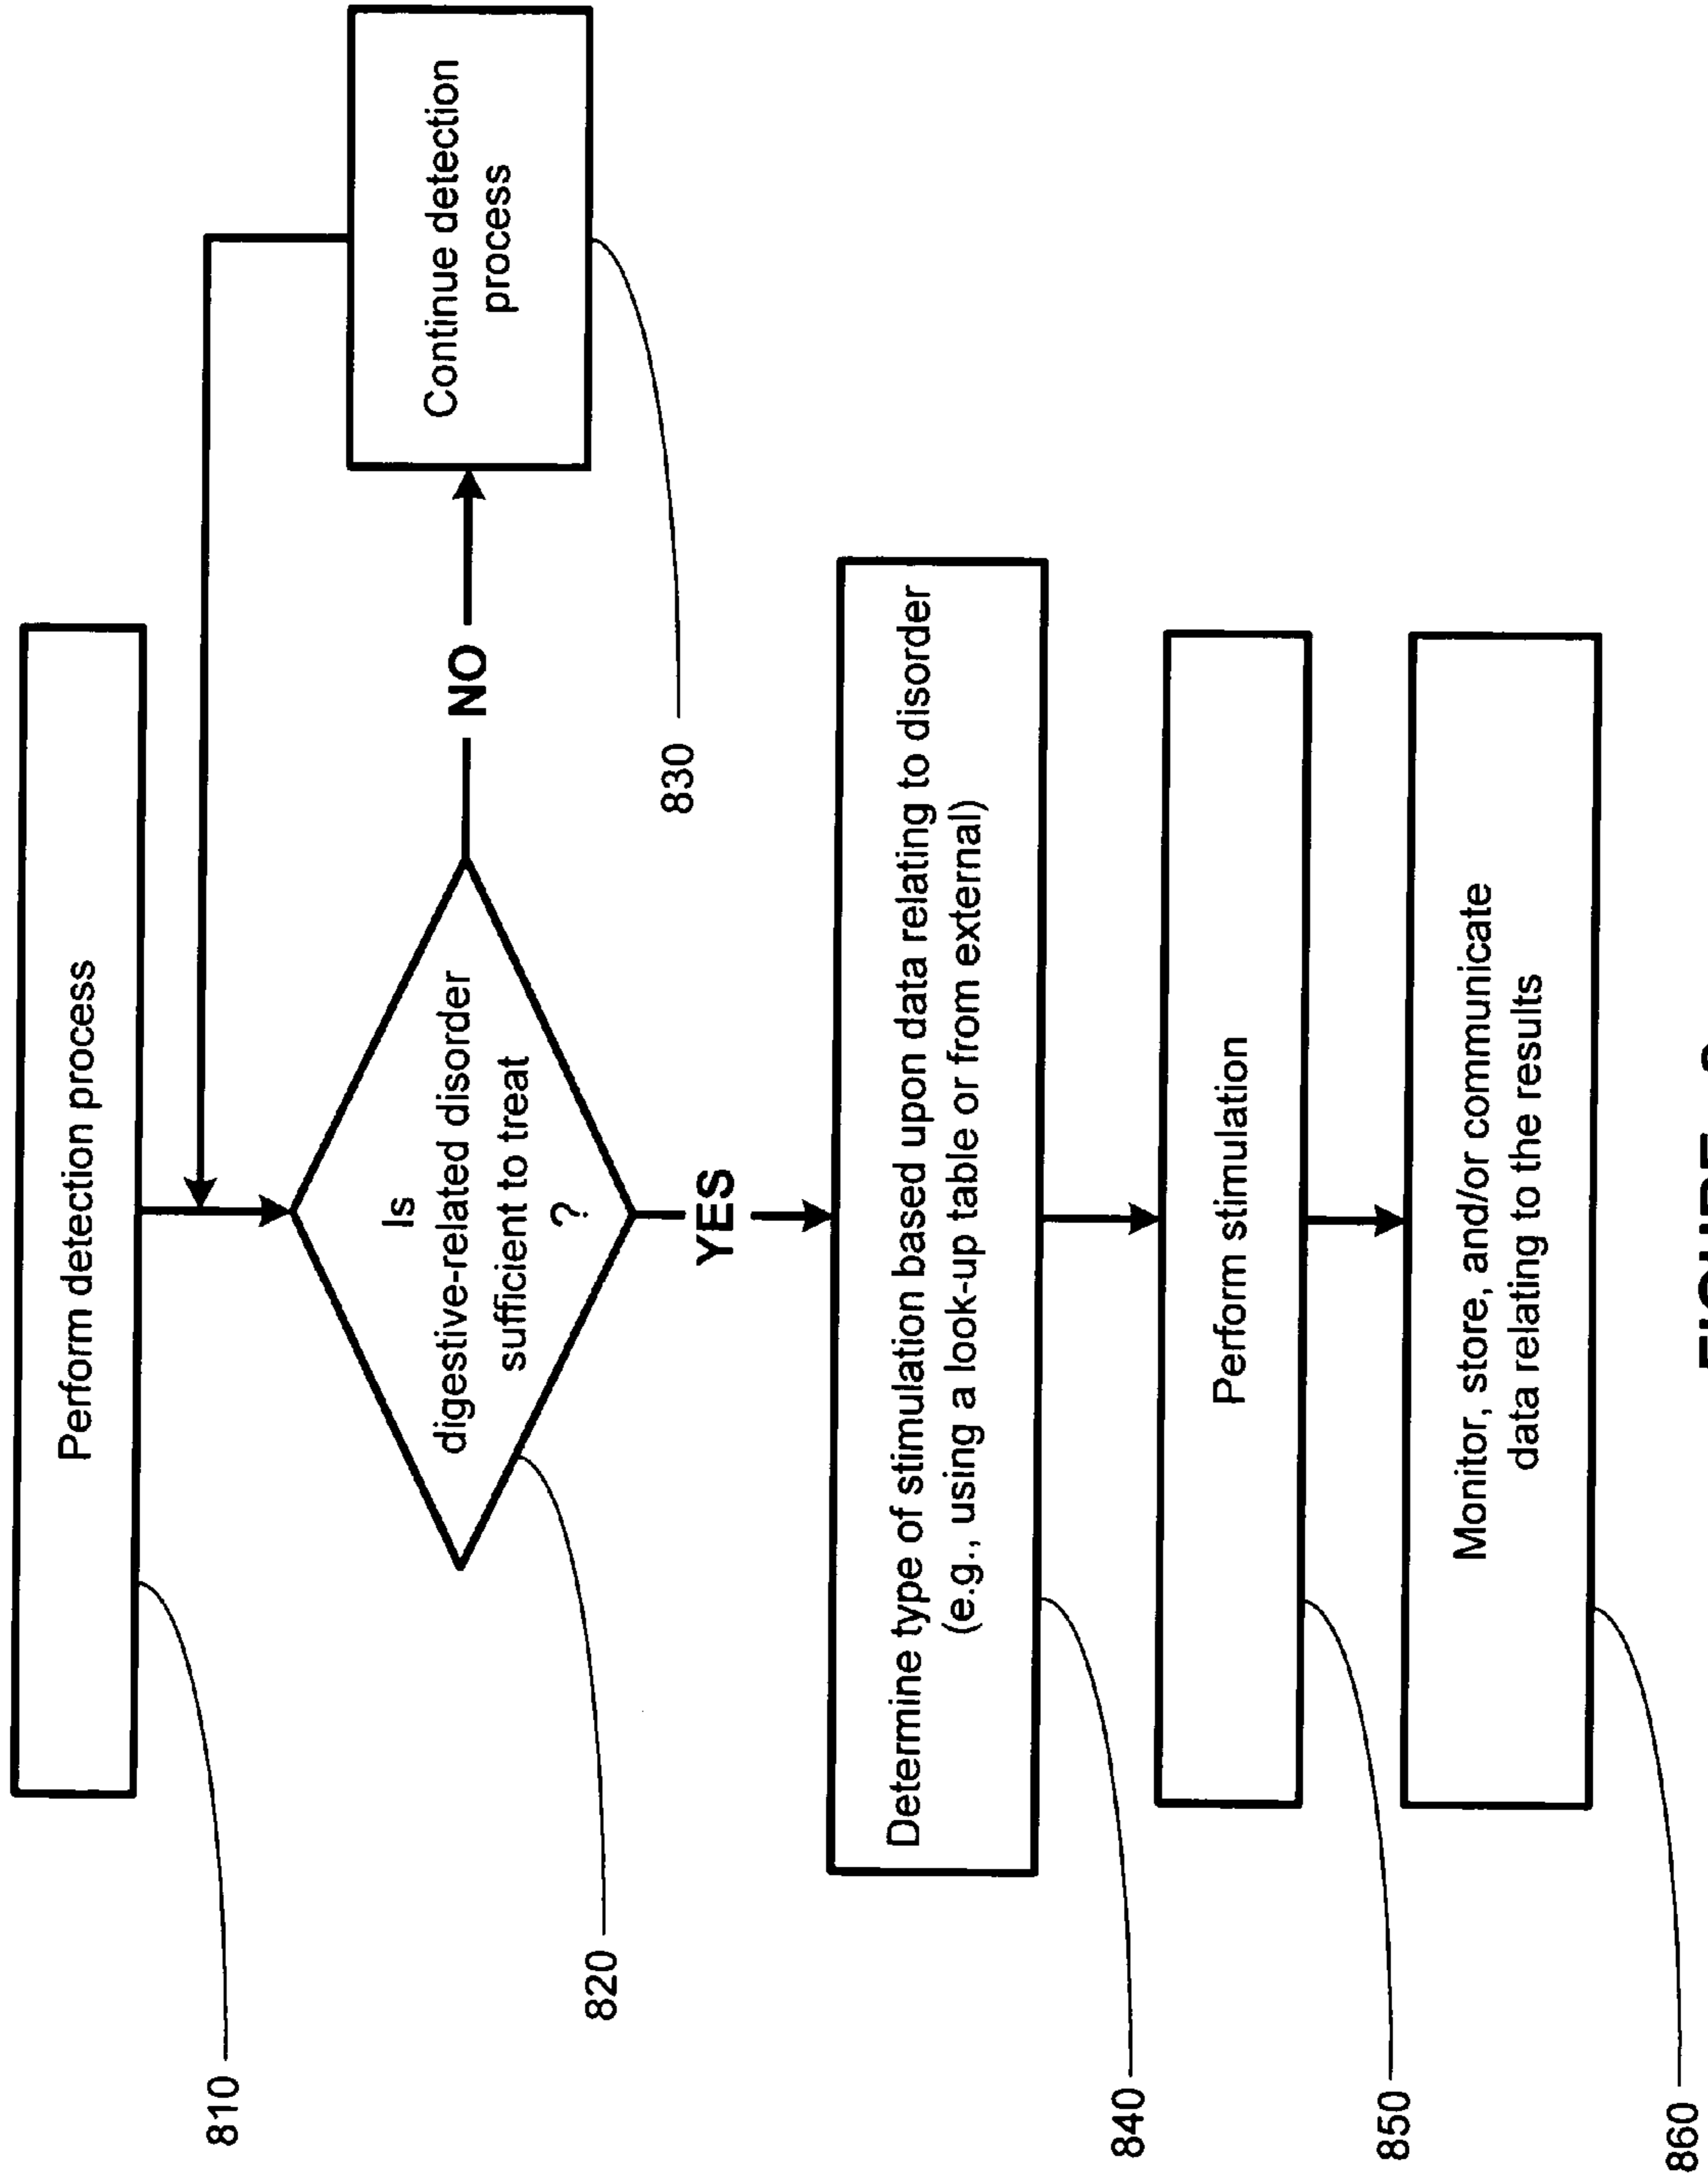 Perform detection process
810
Is
digestive-related disorder
sufficient to treat
?
820
NO
Continue detection
process
830
YES
Determine type of stimulation based upon data relating to disorder
(e.g., using a look-up table or from external)
840
Perform stimulation
850
Monitor, store, and/or communicate
data relating to the results
860
FIGURE